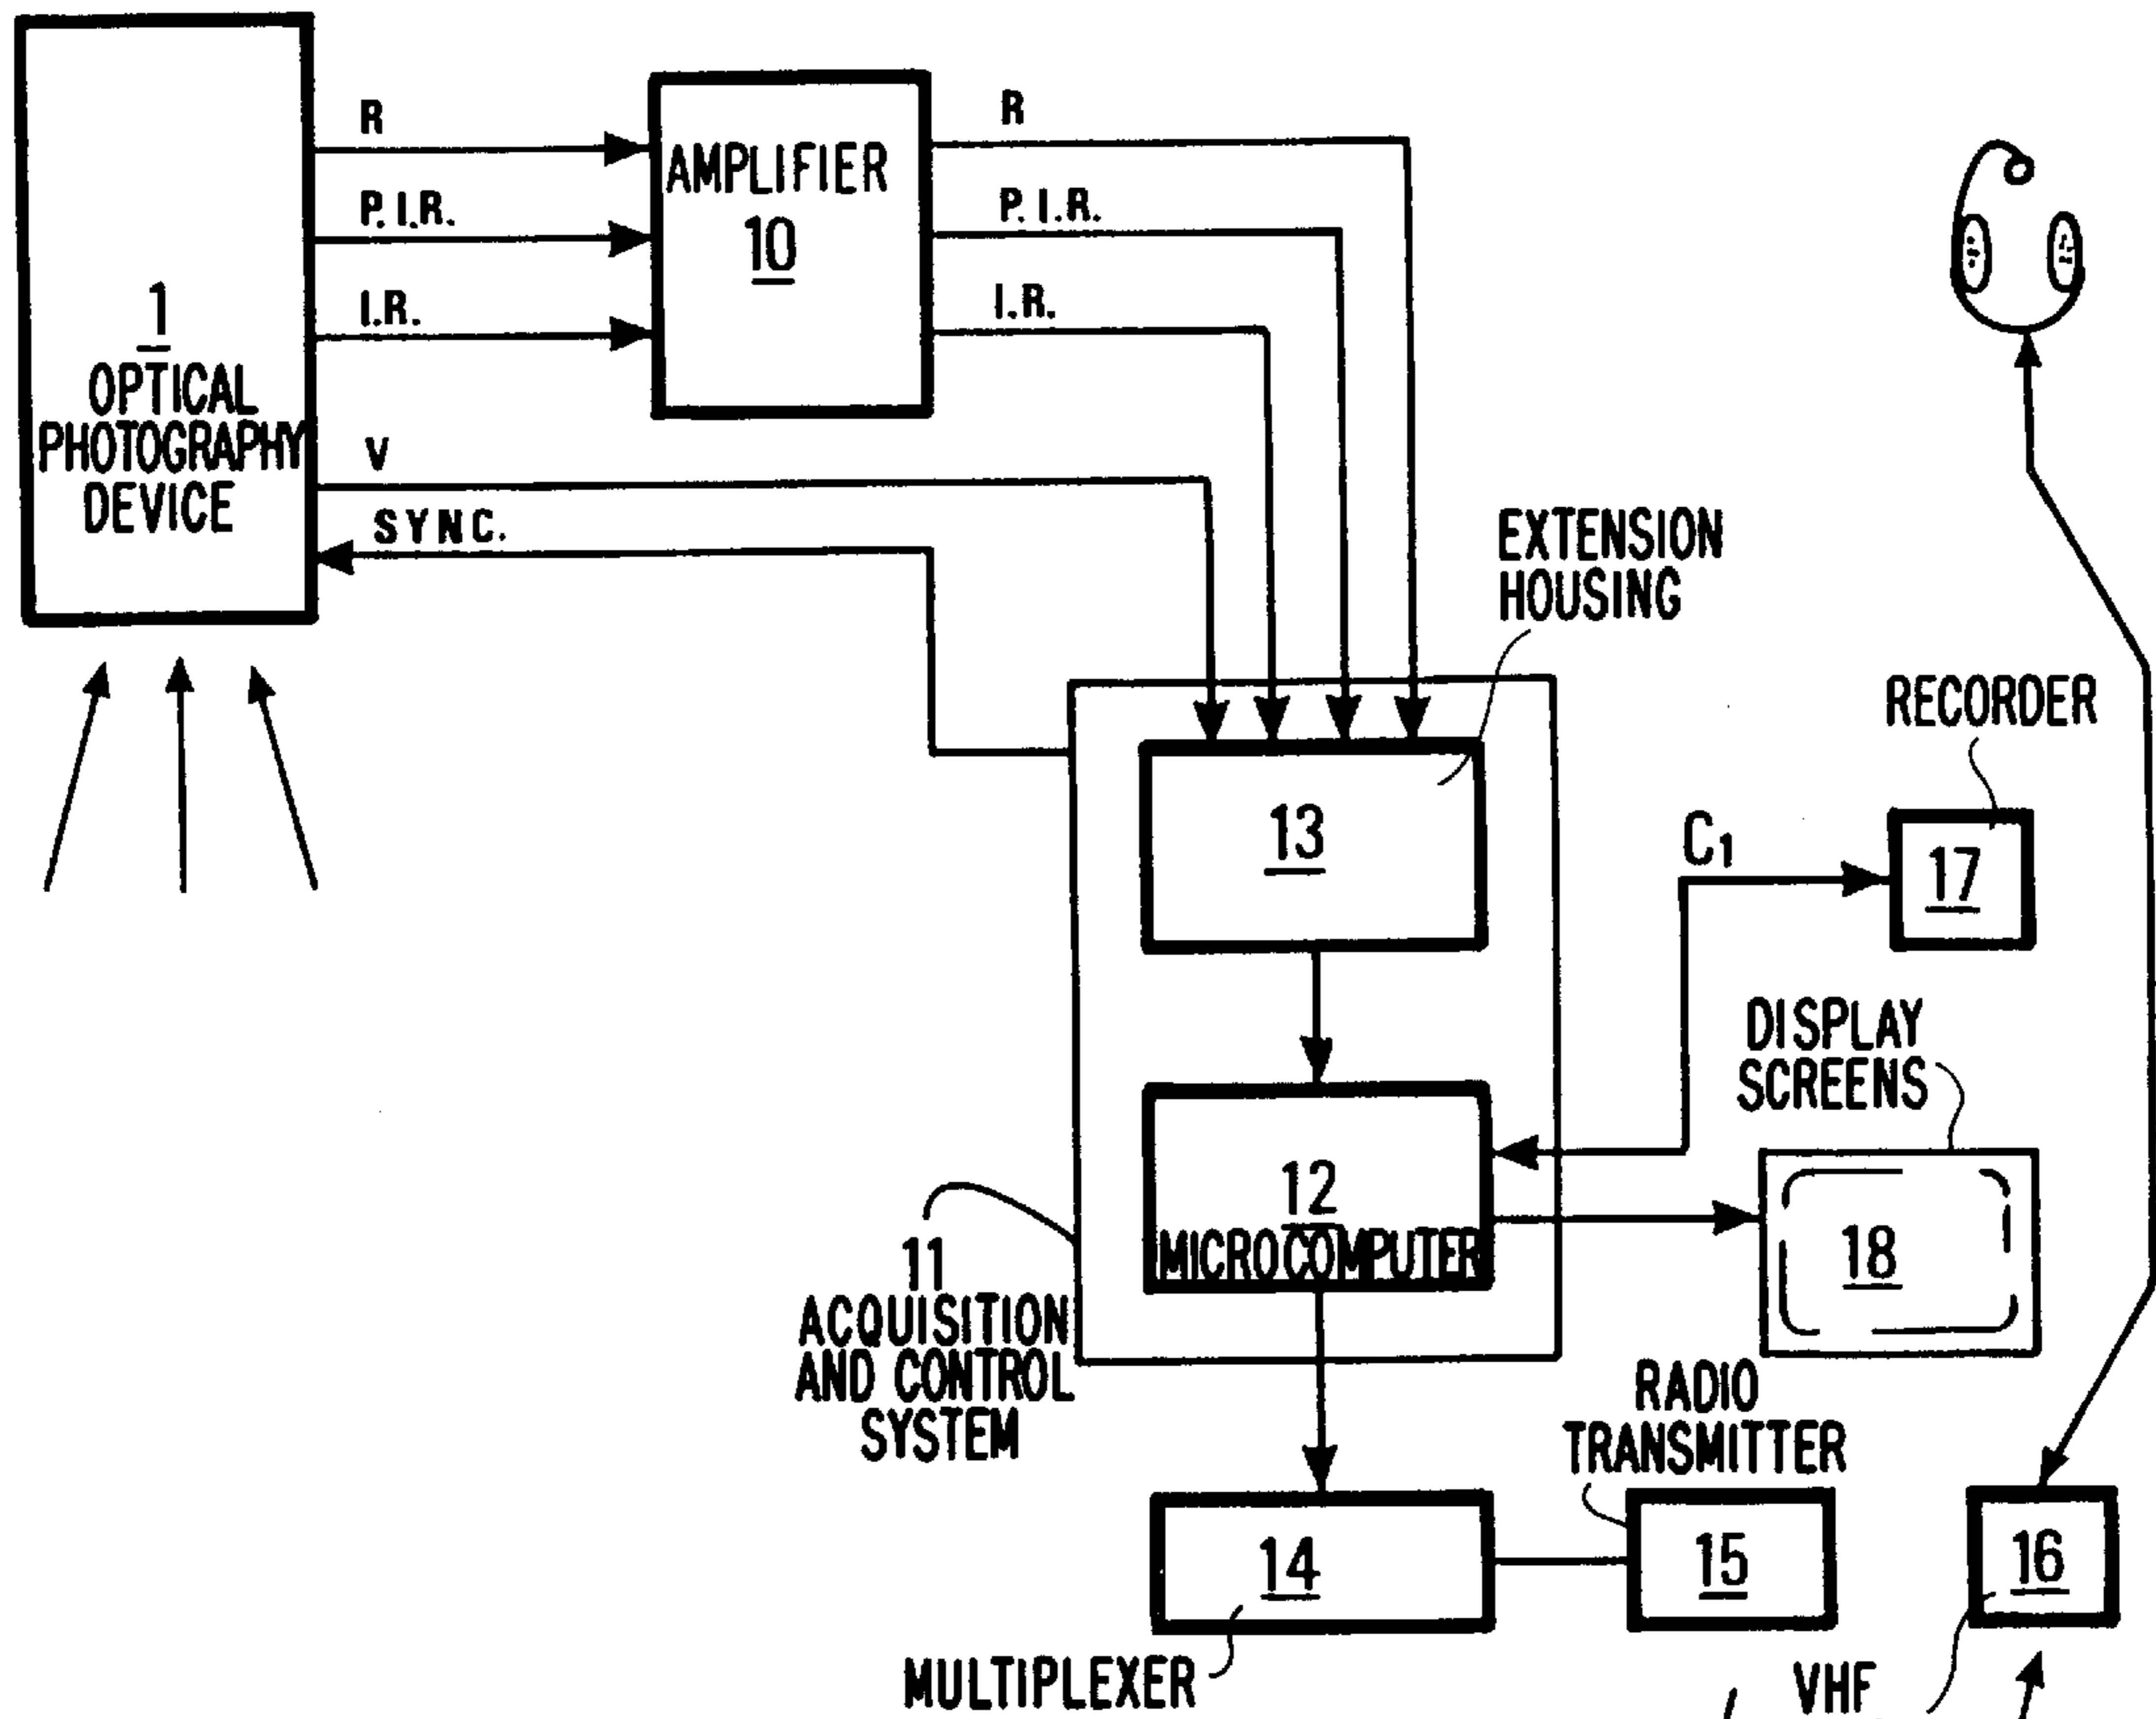 R
P.I.R.
I.R.
V
SYNC.
1
OPTICAL
PHOTOGRAPHY
DEVICE
AMPLIFIER
10
R
P.I.R.
I.R.
EXTENSION
HOUSING
13
RECORDER
C1
17
DISPLAY
SCREENS
18
12
MICROCOMPUTER
11
ACQUISITION
AND CONTROL
SYSTEM
RADIO
TRANSMITTER
14
15
16
MULTIPLEXER
VHF